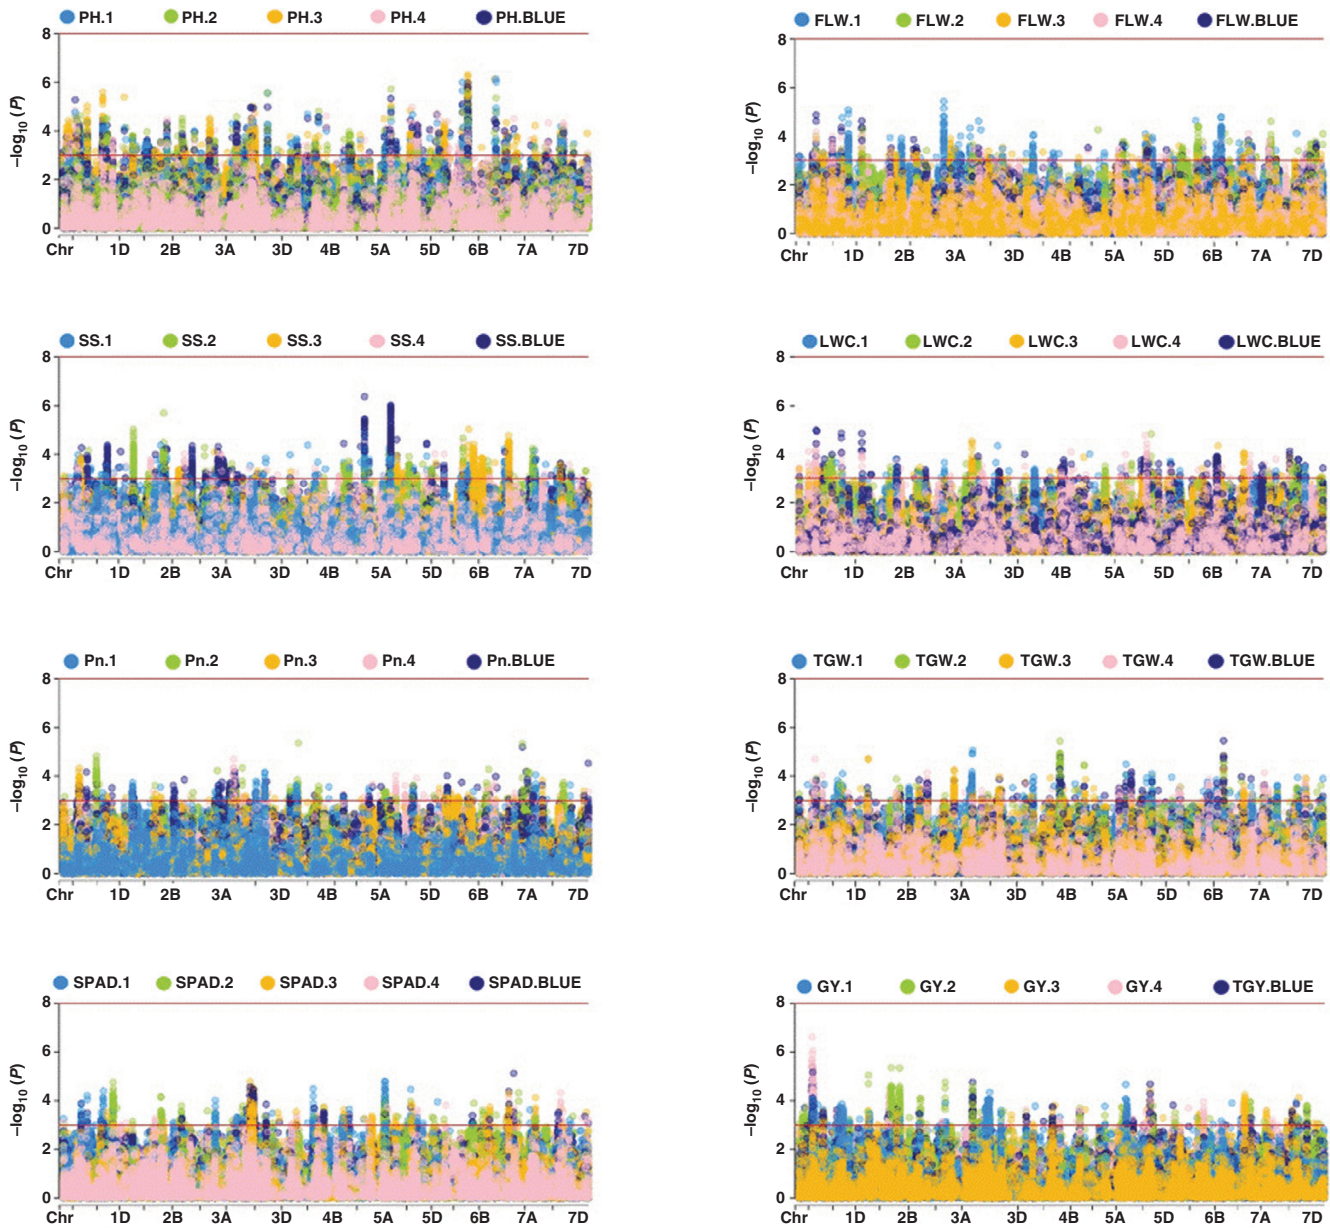 PH.1 PH.2 PH.3 PH.4 PH.BLUE
8
6
4
2
0
−log10 (P)
Chr 1D 2B 3A 3D 4B 5A 5D 6B 7A 7D
FLW.1 FLW.2 FLW.3 FLW.4 FLW.BLUE
8
6
4
2
0
−log10 (P)
Chr 1D 2B 3A 3D 4B 5A 5D 6B 7A 7D
SS.1 SS.2 SS.3 SS.4 SS.BLUE
8
6
4
2
0
−log10 (P)
Chr 1D 2B 3A 3D 4B 5A 5D 6B 7A 7D
LWC.1 LWC.2 LWC.3 LWC.4 LWC.BLUE
8
6
4
2
0
−log10 (P)
Chr 1D 2B 3A 3D 4B 5A 5D 6B 7A 7D
Pn.1 Pn.2 Pn.3 Pn.4 Pn.BLUE
8
6
4
2
0
−log10 (P)
Chr 1D 2B 3A 3D 4B 5A 5D 6B 7A 7D
TGW.1 TGW.2 TGW.3 TGW.4 TGW.BLUE
8
6
4
2
0
−log10 (P)
Chr 1D 2B 3A 3D 4B 5A 5D 6B 7A 7D
SPAD.1 SPAD.2 SPAD.3 SPAD.4 SPAD.BLUE
8
6
4
2
0
−log10 (P)
Chr 1D 2B 3A 3D 4B 5A 5D 6B 7A 7D
GY.1 GY.2 GY.3 GY.4 TGY.BLUE
8
6
4
2
0
−log10 (P)
Chr 1D 2B 3A 3D 4B 5A 5D 6B 7A 7D